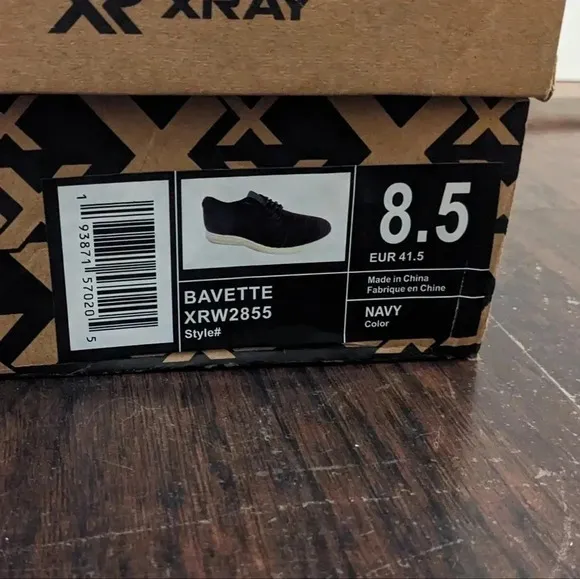 XR XRAY
1 93871 57020 5
BAVETTE
XRW2855
Style#
8.5
EUR 41.5
Made in China
Fabrique en Chine
NAVY
Color